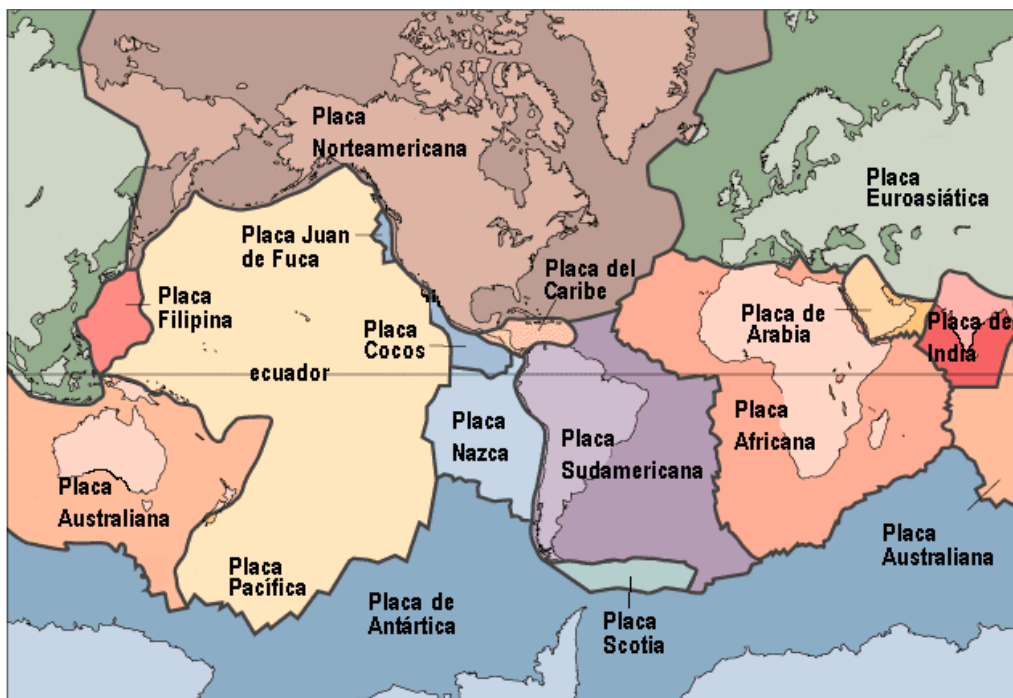 Placa
Norteamericana
Placa
Euroasiática
Placa Juan
de Fuca
Placa del
Caribe
Placa
Filipina
Placa de
Arabia
Placa de
India
Placa
Cocos
ecuador
Placa
Nazca
Placa
Sudamericana
Placa
Africana
Placa
Australiana
Placa
Australiana
Placa
Pacífica
Placa de
Antártica
Placa
Scotia